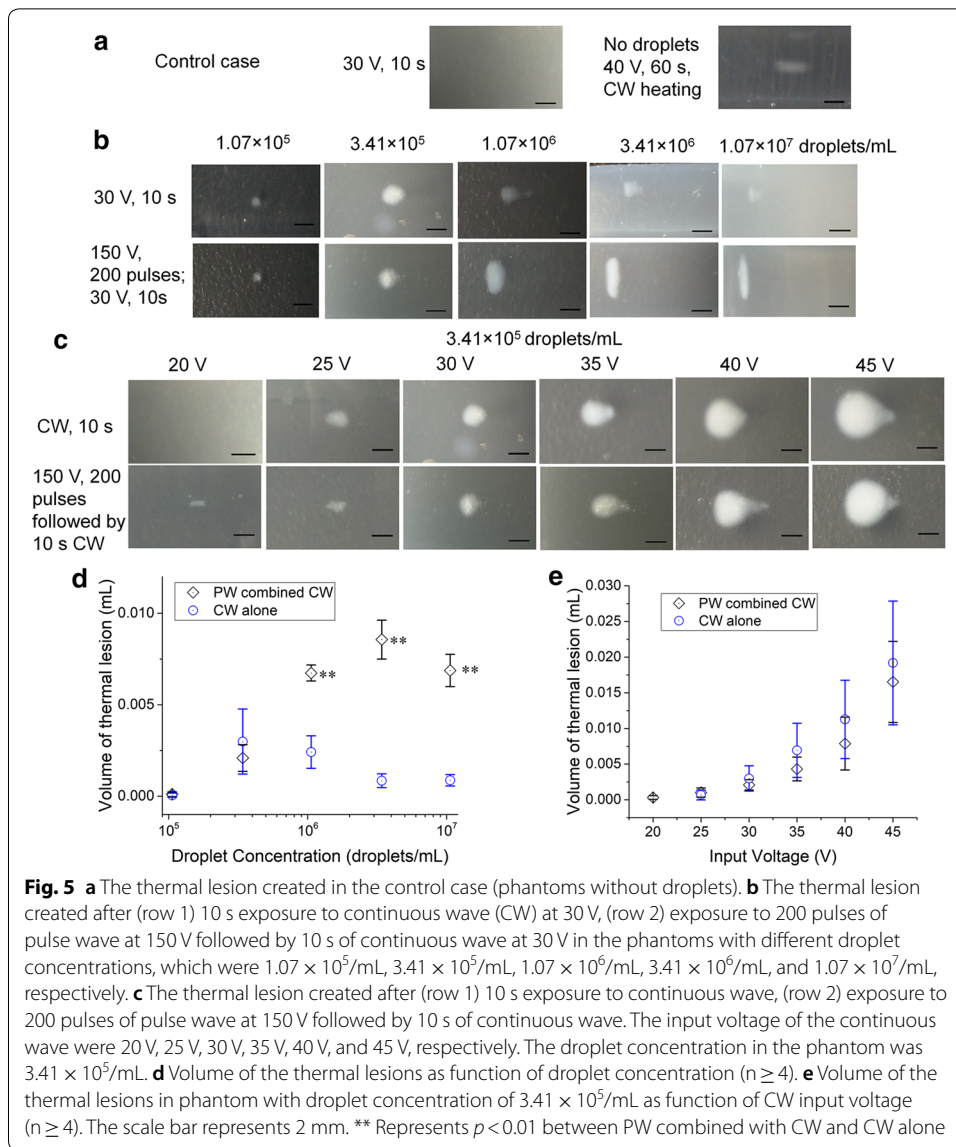 a
Control case
30 V, 10 s
No droplets
40 V, 60 s,
CW heating
b
1.07×10⁵ 3.41×10⁵ 1.07×10⁶ 3.41×10⁶ 1.07×10⁷ droplets/mL
30 V, 10 s
150 V,
200 pulses;
30 V, 10s
c
3.41×10⁵ droplets/mL
20 V 25 V 30 V 35 V 40 V 45 V
CW, 10 s
150 V, 200
pulses
followed by
10 s CW
d
PW combined CW
CW alone
Volume of thermal lesion (mL)
0.010
0.005
0.000
10⁵ 10⁶ 10⁷
Droplet Concentration (droplets/mL)
** ** **
e
PW combined CW
CW alone
Volume of thermal lesion (mL)
0.030
0.025
0.020
0.015
0.010
0.005
0.000
20 25 30 35 40 45
Input Voltage (V)
Fig. 5 a The thermal lesion created in the control case (phantoms without droplets). b The thermal lesion
created after (row 1) 10 s exposure to continuous wave (CW) at 30 V, (row 2) exposure to 200 pulses of
pulse wave at 150 V followed by 10 s of continuous wave at 30 V in the phantoms with different droplet
concentrations, which were 1.07 × 10⁵/mL, 3.41 × 10⁵/mL, 1.07 × 10⁶/mL, 3.41 × 10⁶/mL, and 1.07 × 10⁷/mL,
respectively. c The thermal lesion created after (row 1) 10 s exposure to continuous wave, (row 2) exposure to
200 pulses of pulse wave at 150 V followed by 10 s of continuous wave. The input voltage of the continuous
wave were 20 V, 25 V, 30 V, 35 V, 40 V, and 45 V, respectively. The droplet concentration in the phantom was
3.41 × 10⁵/mL. d Volume of the thermal lesions as function of droplet concentration (n ≥ 4). e Volume of the
thermal lesions in phantom with droplet concentration of 3.41 × 10⁵/mL as function of CW input voltage
(n ≥ 4). The scale bar represents 2 mm. ** Represents p < 0.01 between PW combined with CW and CW alone